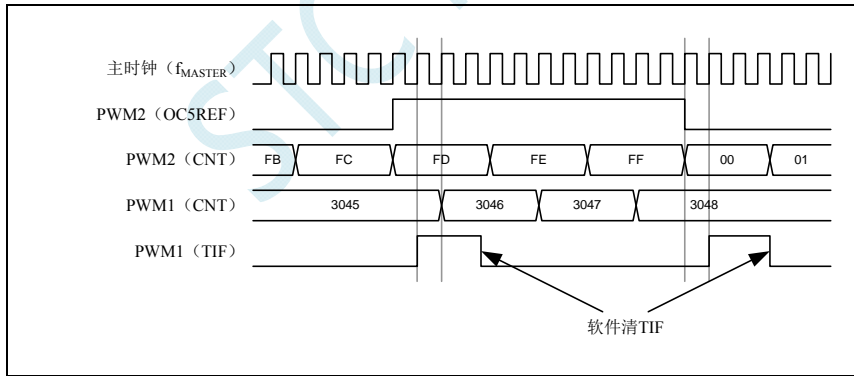 主时钟（fMASTER）
PWM2（OC5REF）
PWM2（CNT） FB FC FD FE FF 00 01
PWM1（CNT） 3045 3046 3047 3048
PWM1（TIF）
软件清TIF
STC